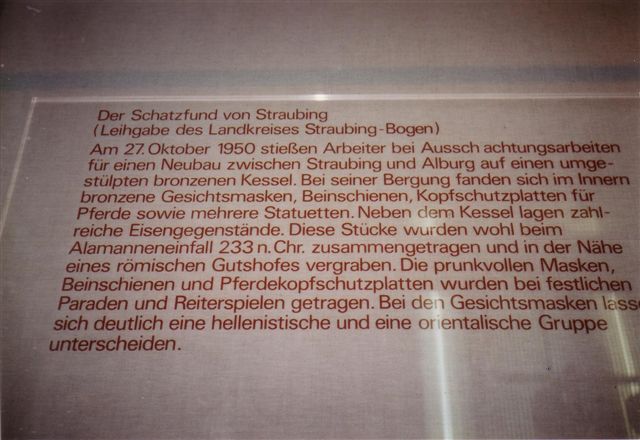 Der Schatzfund von Straubing
(Leihgabe des Landkreises Straubing-Bogen)
Am 27. Oktober 1950 stießen Arbeiter bei Aussch achtungsarbeiten
für einen Neubau zwischen Straubing und Alburg auf einen umge-
stülpten bronzenen Kessel. Bei seiner Bergung fanden sich im Innern
bronzene Gesichtsmasken, Beinschienen, Kopfschutzplatten für
Pferde sowie mehrere Statuetten. Neben dem Kessel lagen zahl-
reiche Eisengegenstände. Diese Stücke wurden wohl beim
Alamanneneinfall 233 n. Chr. zusammengetragen und in der Nähe
eines römischen Gutshofes vergraben. Die prunkvollen Masken,
Beinschienen und Pferdekopfschutzplatten wurden bei festlichen
Paraden und Reiterspielen getragen. Bei den Gesichtsmasken lasse
sich deutlich eine hellenistische und eine orientalische Gruppe
unterscheiden.